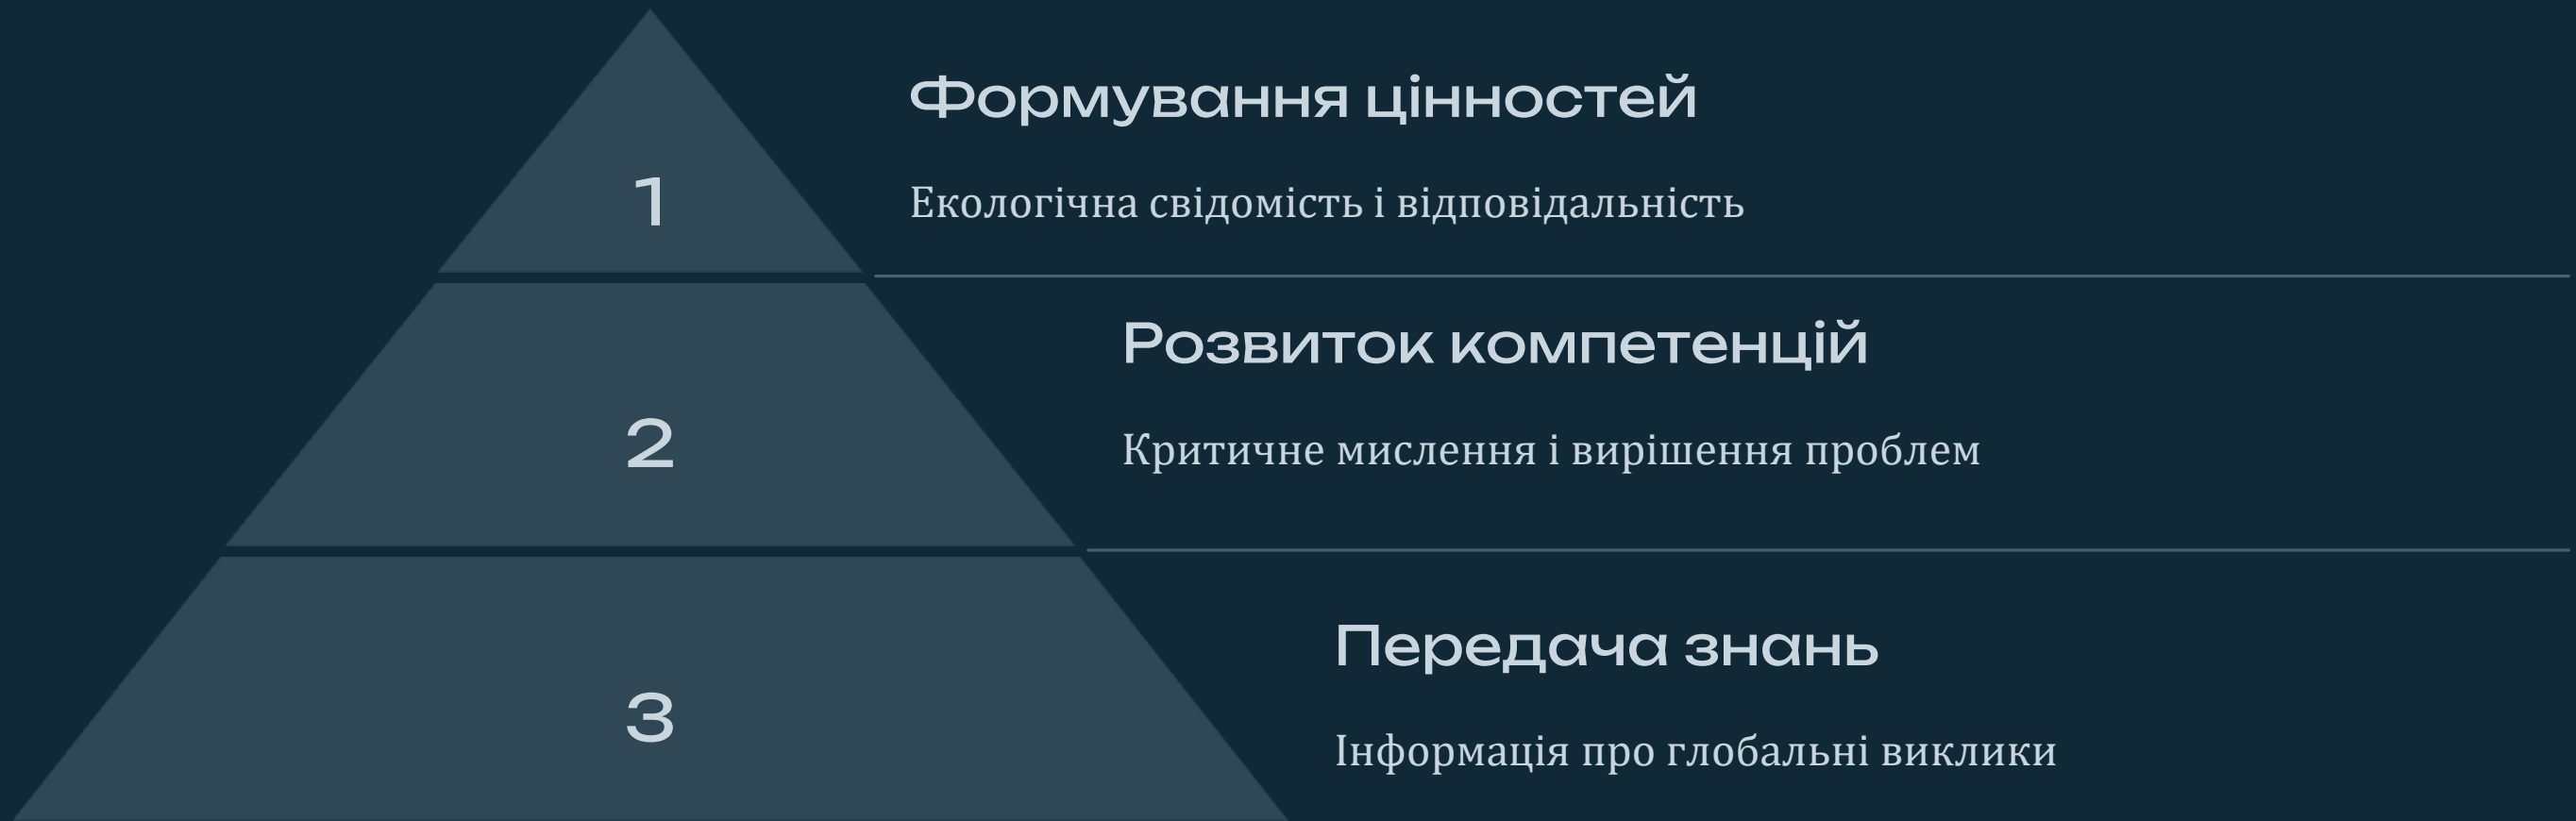 Формування цінностей
1
Екологічна свідомість і відповідальність
Розвиток компетенцій
2
Критичне мислення і вирішення проблем
Передача знань
3
Інформація про глобальні виклики